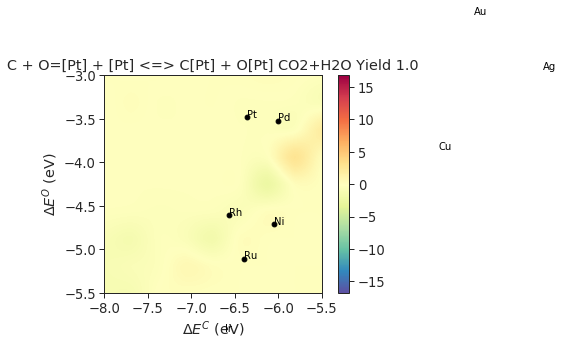 Au
C + O=[Pt] + [Pt] <=> C[Pt] + O[Pt] CO2+H2O Yield 1.0
Ag
−3.0
−3.5
−4.0
−4.5
−5.0
−5.5
ΔE^O (eV)
Pt
Pd
Rh
Ni
Ru
Cu
15
10
5
0
−5
−10
−15
−8.0 −7.5 −7.0 −6.5 −6.0 −5.5
ΔE^C (eV)
Ir